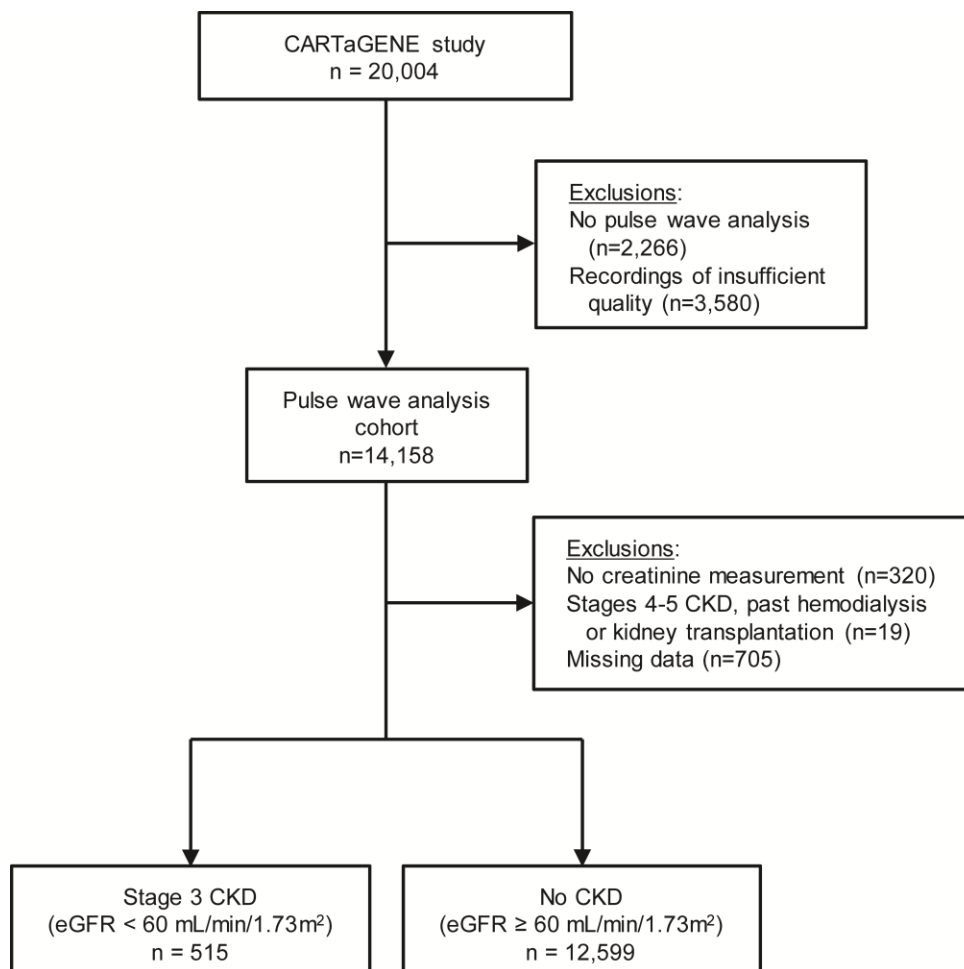 CARTaGENE study
n = 20,004
Exclusions:
No pulse wave analysis
(n=2,266)
Recordings of insufficient
quality (n=3,580)
Pulse wave analysis
cohort
n=14,158
Exclusions:
No creatinine measurement (n=320)
Stages 4-5 CKD, past hemodialysis
or kidney transplantation (n=19)
Missing data (n=705)
Stage 3 CKD
(eGFR < 60 mL/min/1.73m²)
n = 515
No CKD
(eGFR ≥ 60 mL/min/1.73m²)
n = 12,599